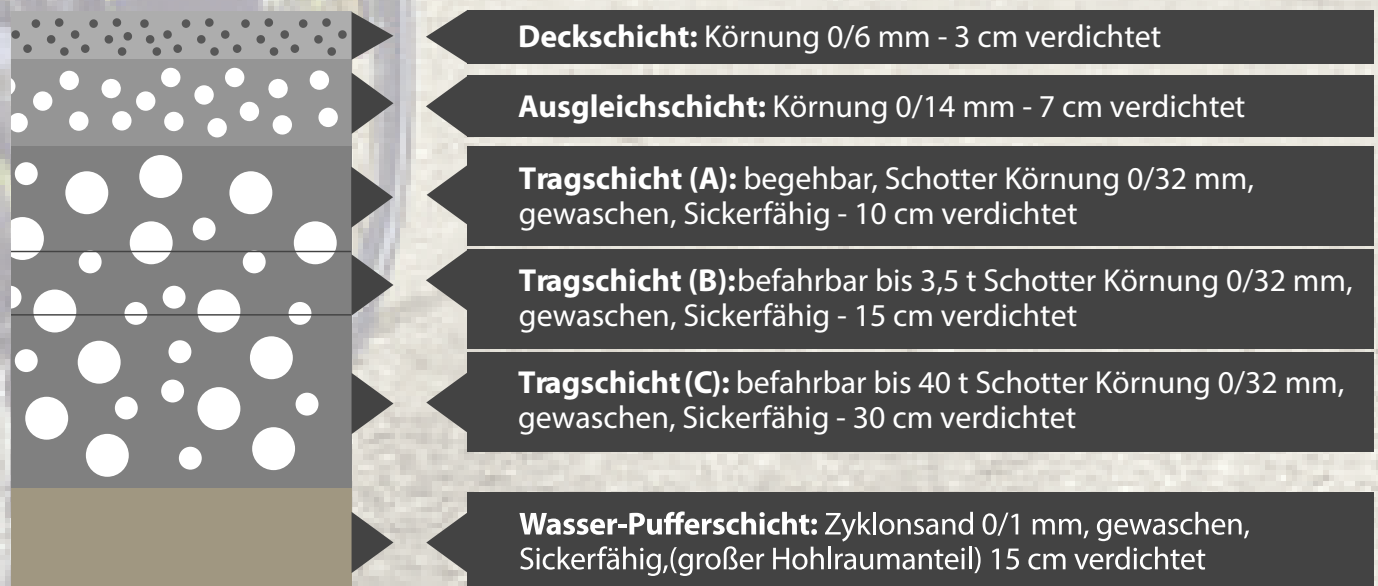 Deckschicht: Körnung 0/6 mm - 3 cm verdichtet
Ausgleichschicht: Körnung 0/14 mm - 7 cm verdichtet
Tragschicht (A): begehbar, Schotter Körnung 0/32 mm,
gewaschen, Sickerfähig - 10 cm verdichtet
Tragschicht (B):befahrbar bis 3,5 t Schotter Körnung 0/32 mm,
gewaschen, Sickerfähig - 15 cm verdichtet
Tragschicht (C): befahrbar bis 40 t Schotter Körnung 0/32 mm,
gewaschen, Sickerfähig - 30 cm verdichtet
Wasser-Pufferschicht: Zyklonsand 0/1 mm, gewaschen,
Sickerfähig,(großer Hohlraumanteil) 15 cm verdichtet